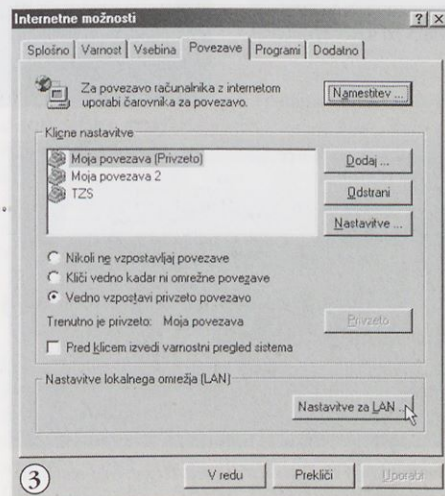 Internetne možnosti
Splošno Varnost Vsebina Povezave Programi Dodatno
Za povezavo računalnika z internetom
uporabi čarovnika za povezavo.
Namestitev ...
Klicne nastavitve
Moja povezava (Privzeto)
Moja povezava 2
TZS
Dodaj ...
Odstrani
Nastavitve ...
Nikoli ne vzpostavljaj povezave
Kliči vedno kadar ni omrežne povezave
Vedno vzpostavi privzeto povezavo
Trenutno je privzeto: Moja povezava
Privzeto
Pred klicem izvedi varnostni pregled sistema
Nastavitve lokalnega omrežja (LAN)
Nastavitve za LAN ...
3
V redu Prekliči Uporabi